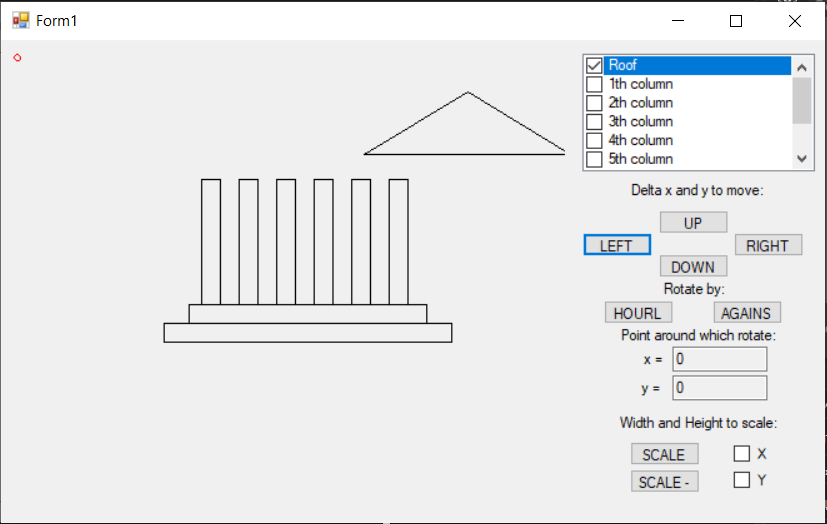 Form1
Roof
1th column
2th column
3th column
4th column
5th column
Delta x and y to move:
UP
LEFT
RIGHT
DOWN
Rotate by:
HOURL
AGAINS
Point around which rotate:
x = 0
y = 0
Width and Height to scale:
SCALE
X
SCALE -
Y